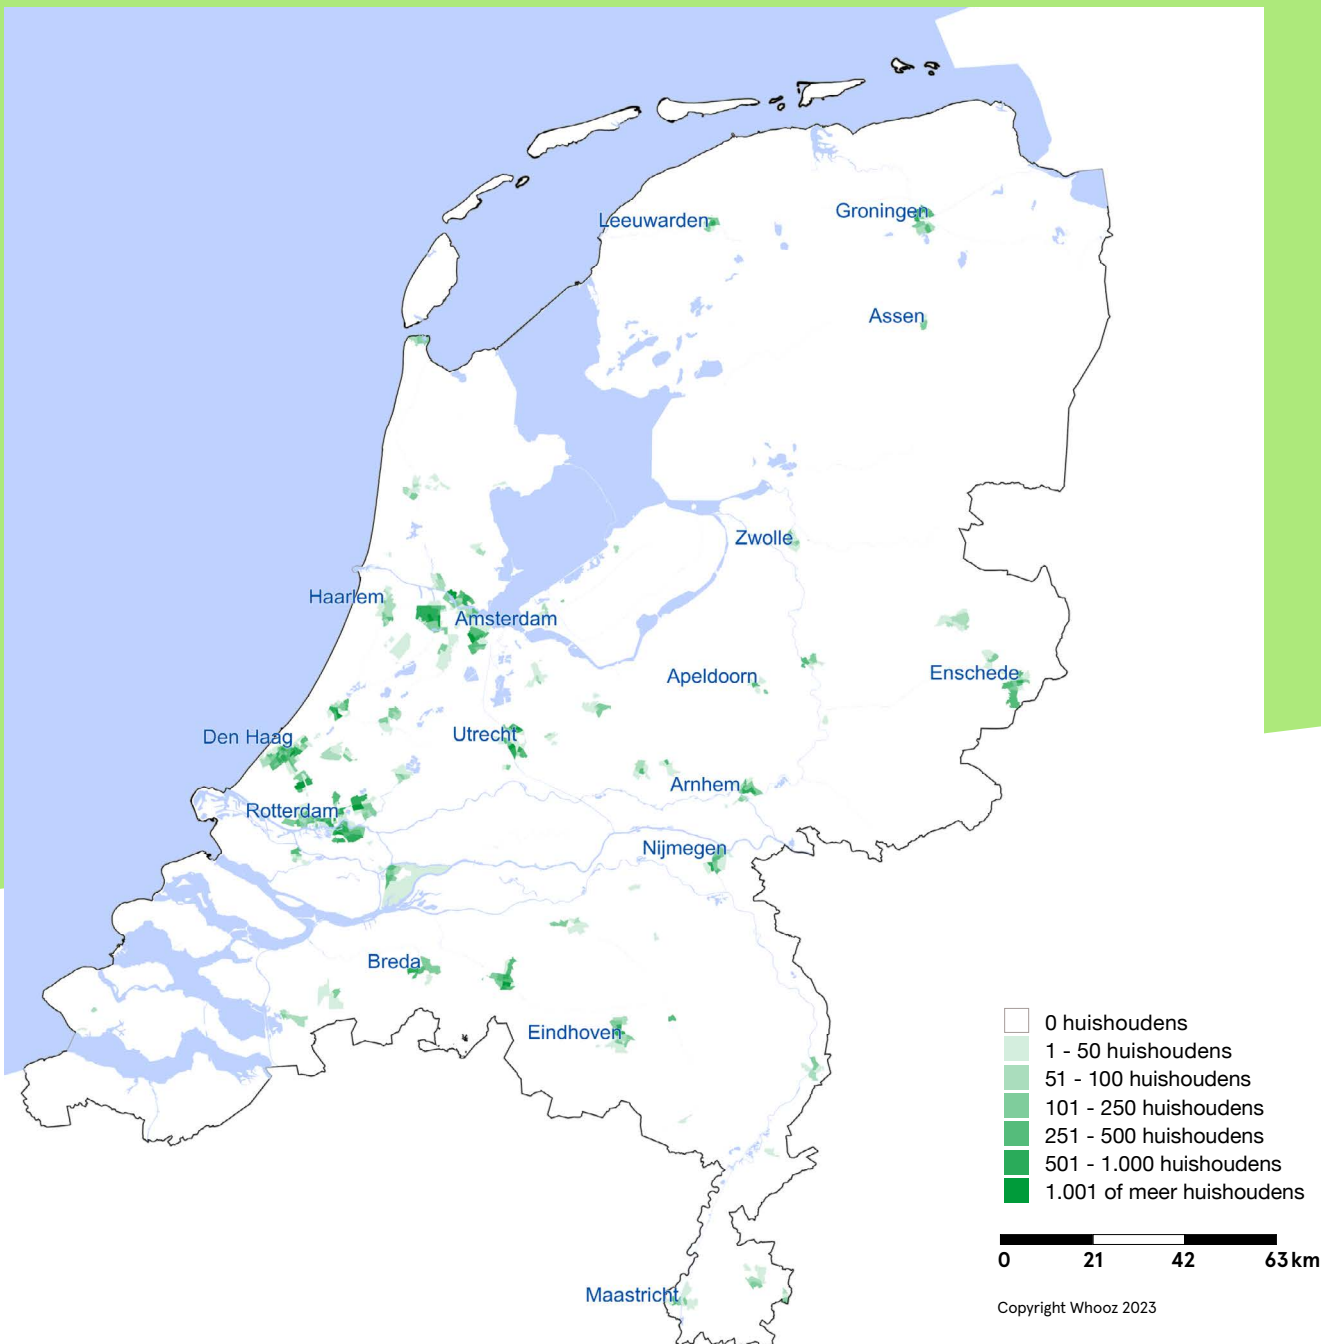 Leeuwarden
Groningen
Assen
Zwolle
Haarlem
Amsterdam
Apeldoorn
Enschede
Den Haag
Utrecht
Arnhem
Rotterdam
Nijmegen
Breda
Eindhoven
Maastricht
0 huishoudens
1 - 50 huishoudens
51 - 100 huishoudens
101 - 250 huishoudens
251 - 500 huishoudens
501 - 1.000 huishoudens
1.001 of meer huishoudens
0 21 42 63 km
Copyright Whooz 2023